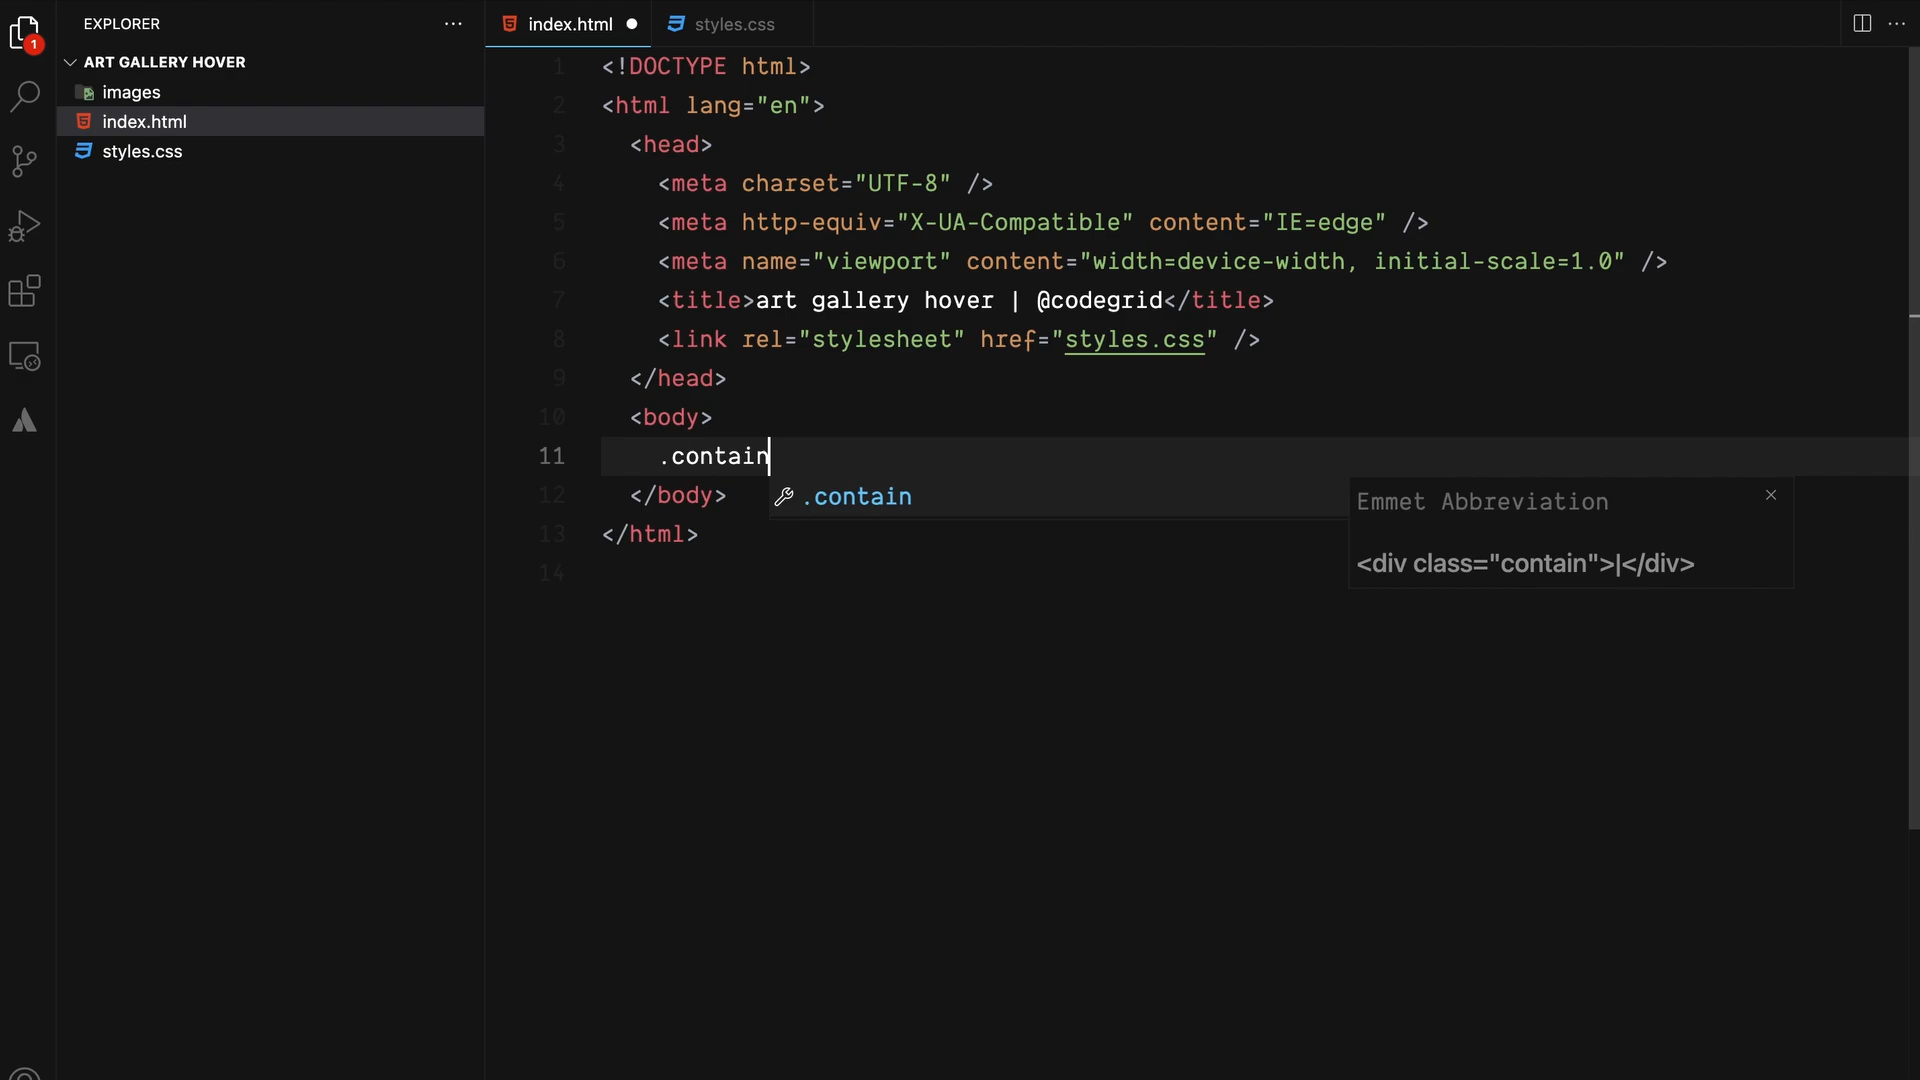 EXPLORER
1
ART GALLERY HOVER
images
index.html
styles.css
index.html
styles.css
1 <!DOCTYPE html>
2 <html lang="en">
3 <head>
4 <meta charset="UTF-8" />
5 <meta http-equiv="X-UA-Compatible" content="IE=edge" />
6 <meta name="viewport" content="width=device-width, initial-scale=1.0" />
7 <title>art gallery hover | @codegrid</title>
8 <link rel="stylesheet" href="styles.css" />
9 </head>
10 <body>
11 .contain
12 </body>
13 </html>
14
.contain
Emmet Abbreviation
<div class="contain">|</div>